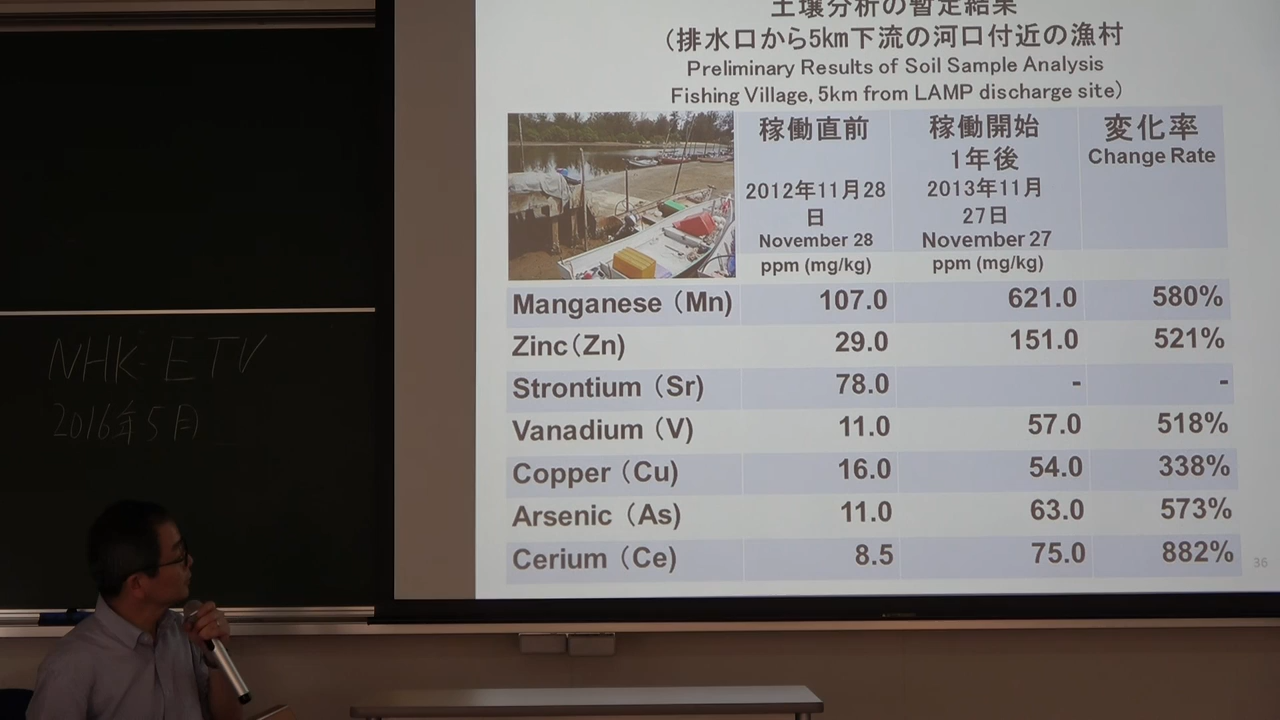 土壌分析の暫定結果
（排水口から5km下流の河口付近の漁村
Preliminary Results of Soil Sample Analysis
Fishing Village, 5km from LAMP discharge site）
稼働直前
2012年11月28
日
November 28
ppm (mg/kg)
稼働開始
1年後
2013年11月
27日
November 27
ppm (mg/kg)
変化率
Change Rate
Manganese（Mn) 107.0 621.0 580%
Zinc（Zn) 29.0 151.0 521%
Strontium（Sr) 78.0 - -
Vanadium（V) 11.0 57.0 518%
Copper（Cu) 16.0 54.0 338%
Arsenic（As) 11.0 63.0 573%
Cerium（Ce) 8.5 75.0 882%
36
NHK ETV
2016年5月